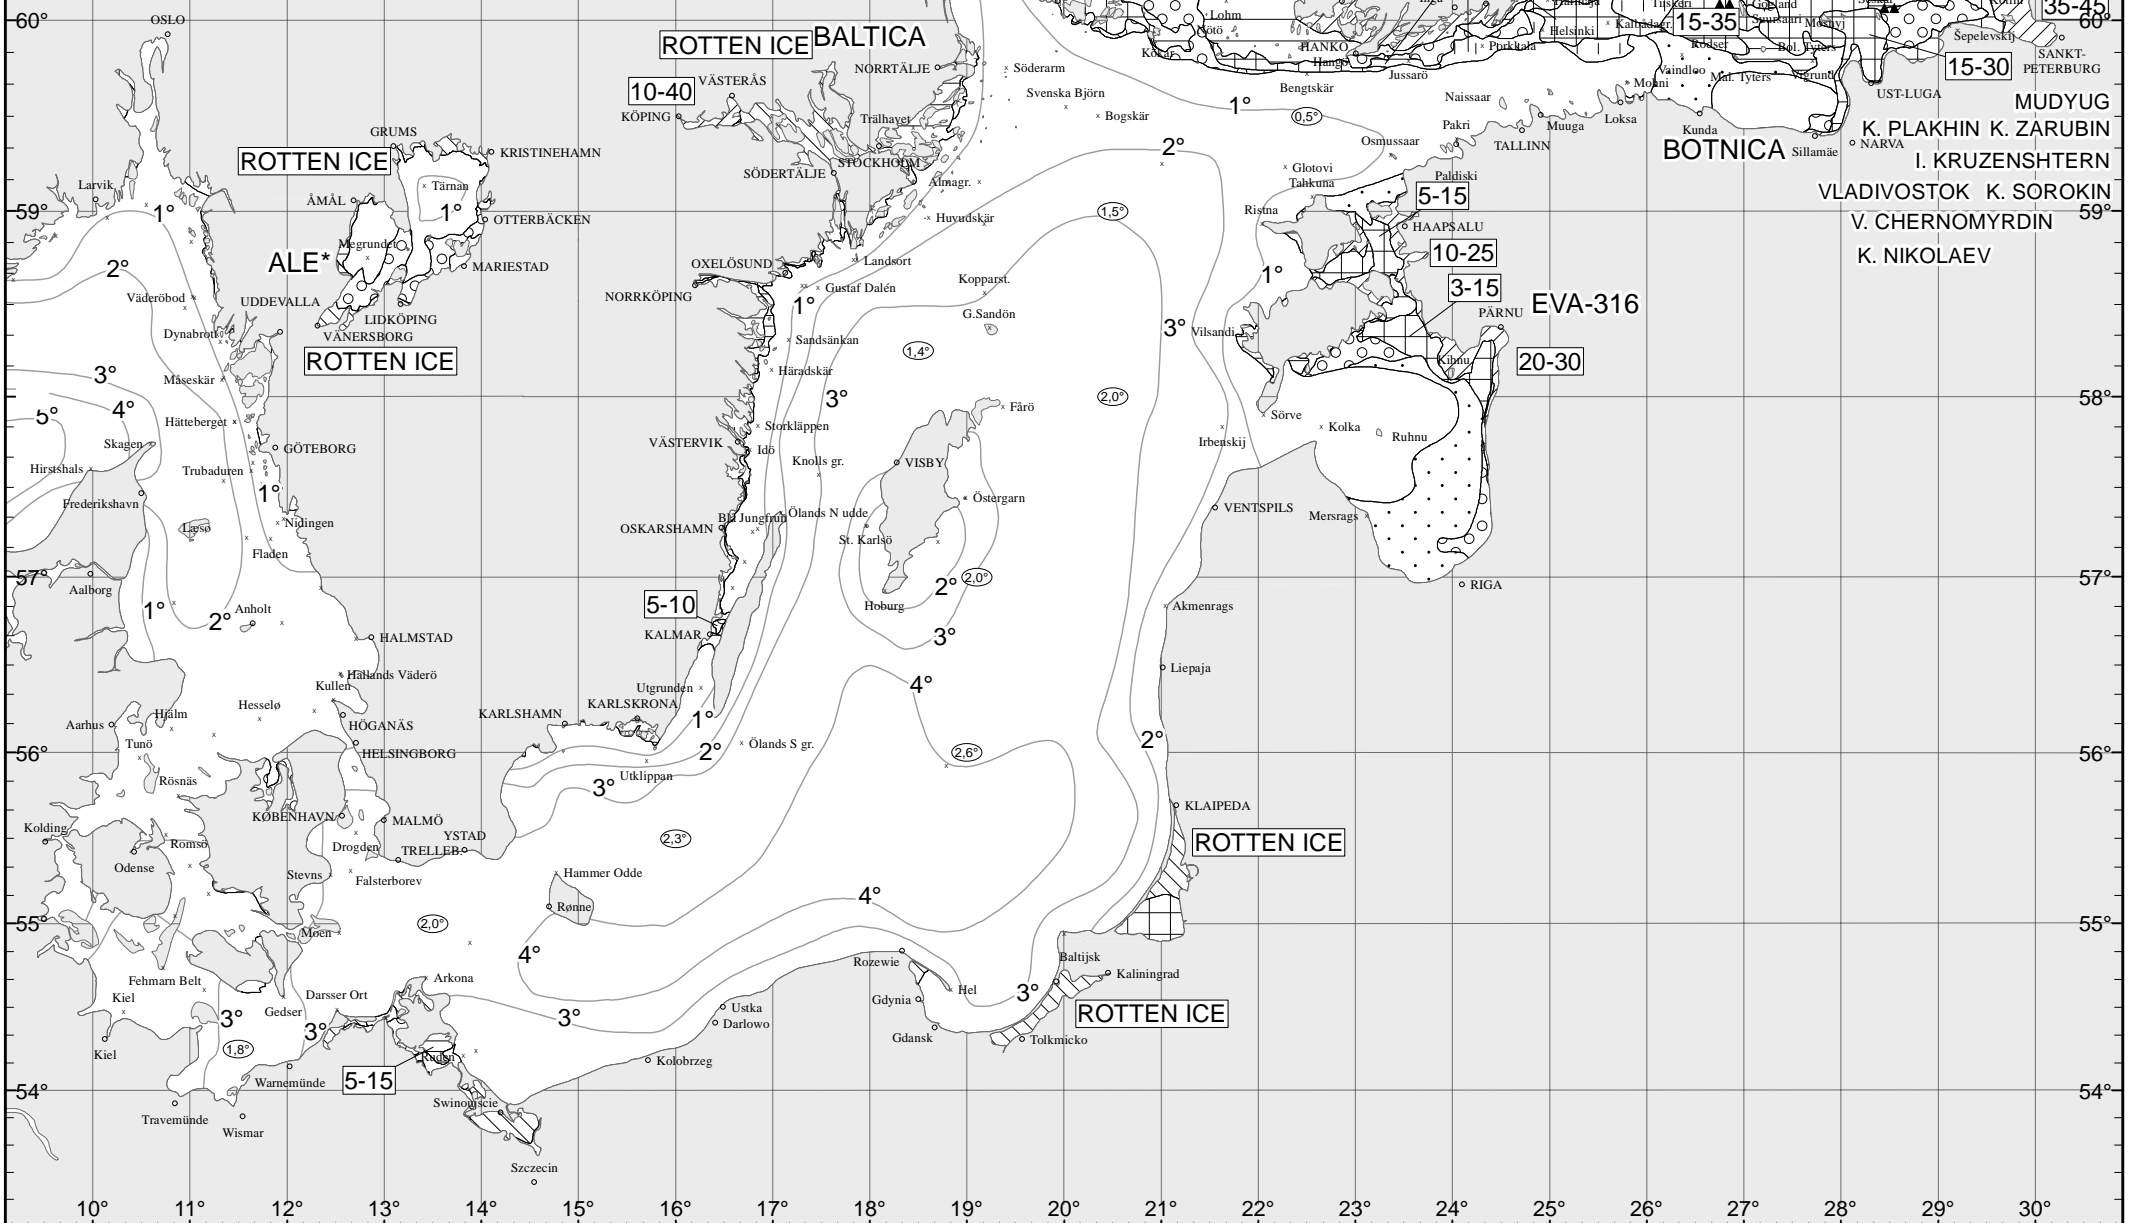 60°
OSLO
ROTTEN ICE
BALTICA
Lohm
Nötö
Kökar
HANKO
Hangö
Bengtskär
Jussarö
Porkkala
Helsinki
Kalbådagr.
15-35
Rödser
Suursaari
Bol. Tyters
35-45
60°
Šepelevskij
SANKT-
PETERBURG
15-30
NORRTÄLJE
Söderarm
Svenska Björn
Bogskär
10-40
VÄSTERÅS
KÖPING
Trälhavet
STOCKHOLM
SÖDERTÄLJE
Almagr.
Huvudskär
1°
0,5°
2°
Naissaar
Pakri
TALLINN
Muuga
Loksa
Mohni
Vaindloo
Mal. Tyters
Vigrund
Kunda
UST-LUGA
Sillamäe
NARVA
BOTNICA
MUDYUG
K. PLAKHIN K. ZARUBIN
I. KRUZENSHTERN
VLADIVOSTOK K. SOROKIN
V. CHERNOMYRDIN
K. NIKOLAEV
Osmussaar
Glotovi
Tahkuna
Paldiski
Ristna
5-15
HAAPSALU
10-25
3-15
EVA-316
PÄRNU
Kihnu
20-30
GRUMS
ROTTEN ICE
KRISTINEHAMN
Tärnan
ÅMÅL
1°
OTTERBÄCKEN
Megrundet
ALE*
MARIESTAD
UDDEVALLA
LIDKÖPING
VÄNERSBORG
ROTTEN ICE
Larvik
59°
1°
2°
Väderöbod
Dynabrott
3°
Måseskär
4°
5°
Hätteberget
Skagen
GÖTEBORG
Hirstshals
Trubaduren
1°
Frederikshavn
Læsø
Nidingen
Fladen
OXELÖSUND
Landsort
NORRKÖPING
Gustaf Dalén
1°
Sandsänkan
Häradskär
1,5°
59°
Kopparst.
G.Sandön
1,4°
3°
1°
Vilsandi
3°
2,0°
58°
Fårö
Storkläppen
VÄSTERVIK
Idö
Knolls gr.
VISBY
Östergarn
Sörve
Irbenskij
Kolka
Ruhnu
VENTSPILS
Mersrags
Ölands N udde
Blå Jungfrun
OSKARSHAMN
St. Karlsö
57°
Aalborg
1°
2°
Anholt
2°
2,0°
57°
RIGA
Hoburg
Akmenrags
5-10
KALMAR
3°
HALMSTAD
Hallands Väderö
Kullen
Liepaja
4°
Utgrunden
KARLSKRONA
KARLSHAMN
Hesselø
Hjälm
Aarhus
HÖGANÄS
1°
2°
Ölands S gr.
2,6°
2°
56°
56°
Tunö
HELSINGBORG
Rösnäs
Utklippan
3°
KLAIPEDA
KØBENHAVN
MALMÖ
YSTAD
Kolding
Romsö
Drogden
TRELLEB.
2,3°
ROTTEN ICE
Odense
Stevns
Falsterborev
Hammer Odde
Rønne
4°
55°
Moen
2,0°
55°
4°
Rozewie
Baltijsk
Kaliningrad
Fehmarn Belt
Arkona
Kiel
Gedser
Darsser Ort
Gdynia
Hel
3°
ROTTEN ICE
Ustka
Darlowo
3°
3°
3°
Gdansk
Tolkmicko
Kiel
1,8°
Ruden
Kolobrzeg
5-15
Warnemünde
54°
54°
Travemünde
Wismar
Swinoujscie
Szczecin
10° 11° 12° 13° 14° 15° 16° 17° 18° 19° 20° 21° 22° 23° 24° 25° 26° 27° 28° 29° 30°